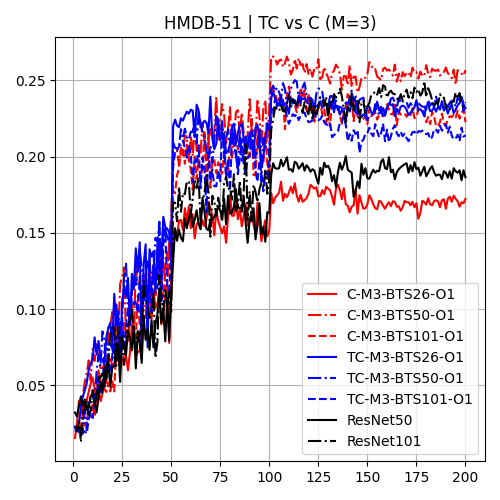 HMDB-51 | TC vs C (M=3)
0.25
0.20
0.15
0.10
0.05
C-M3-BTS26-O1
C-M3-BTS50-O1
C-M3-BTS101-O1
TC-M3-BTS26-O1
TC-M3-BTS50-O1
TC-M3-BTS101-O1
ResNet50
ResNet101
0 25 50 75 100 125 150 175 200